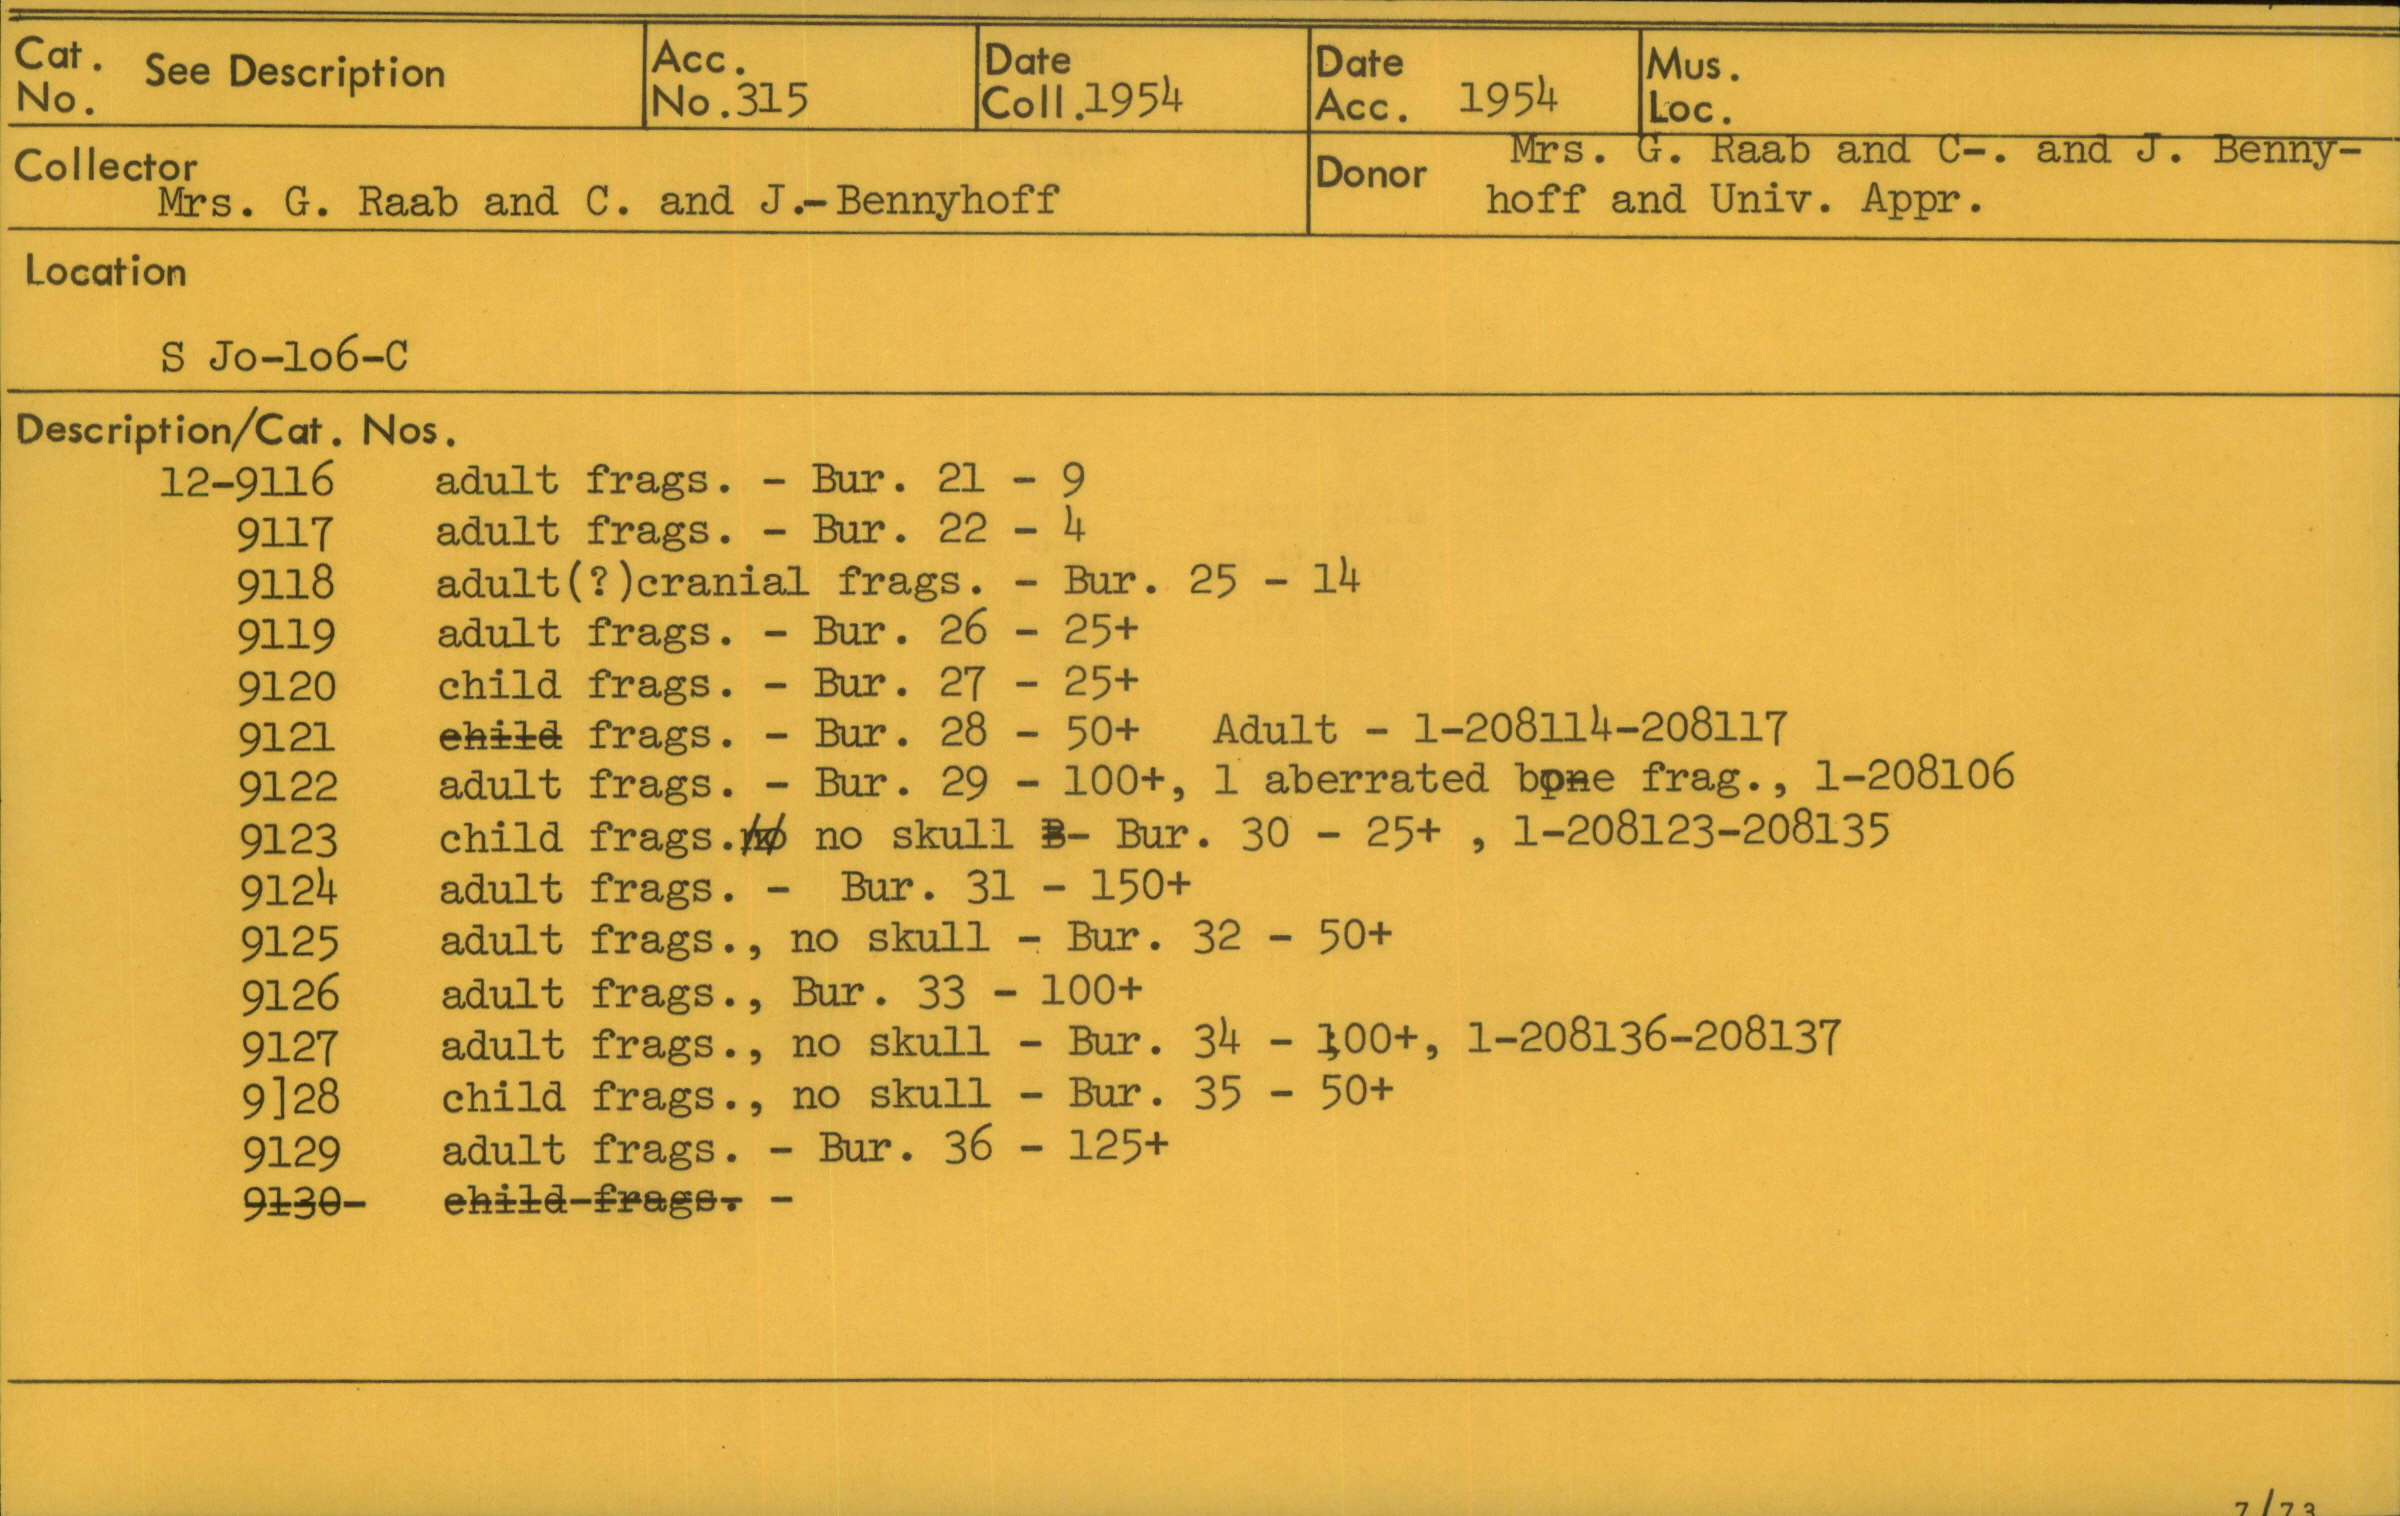 Cat. No. See Description
Acc. No. 315
Date Coll. 1954
Date Acc. 1954
Mus. Loc.
Collector
Mrs. G. Raab and C. and J.-Bennyhoff
Donor Mrs. G. Raab and C-. and J. Benny-
hoff and Univ. Appr.
Location
S Jo-1o6-C
Description/Cat. Nos.
12-9116 adult frags. - Bur. 21 - 9
9117 adult frags. - Bur. 22 - 4
9118 adult(?)cranial frags. - Bur. 25 - 14
9119 adult frags. - Bur. 26 - 25+
9120 child frags. - Bur. 27 - 25+
9121 child frags. - Bur. 28 - 50+ Adult - 1-208114-208117
9122 adult frags. - Bur. 29 - 100+, 1 aberrated bone frag., 1-208106
9123 child frags. no no skull B- Bur. 30 - 25+ , 1-208123-208135
9124 adult frags. - Bur. 31 - 150+
9125 adult frags., no skull - Bur. 32 - 50+
9126 adult frags., Bur. 33 - 100+
9127 adult frags., no skull - Bur. 34 - 100+, 1-208136-208137
9]28 child frags., no skull - Bur. 35 - 50+
9129 adult frags. - Bur. 36 - 125+
9130- child-frags. -
7/73